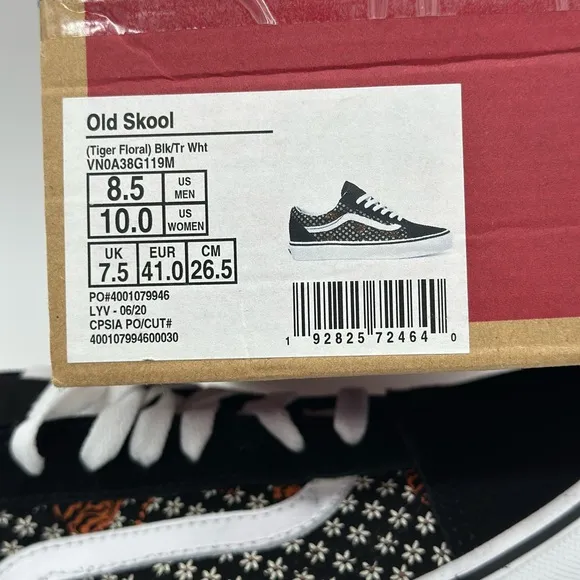 Old Skool
(Tiger Floral) Blk/Tr Wht
VN0A38G119M
8.5 US MEN
10.0 US WOMEN
UK 7.5 EUR 41.0 CM 26.5
PO#4001079946
LYV - 06/20
CPSIA PO/CUT#
400107994600030
1 92825 72464 0